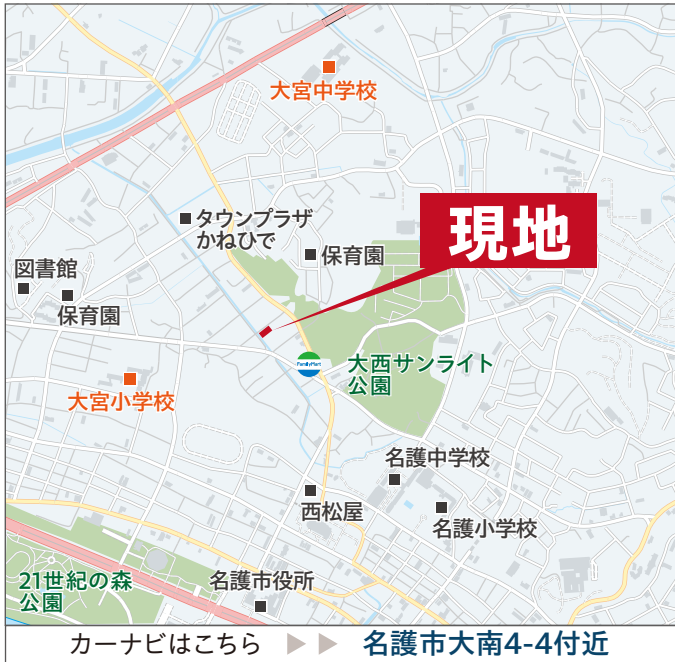 大宮中学校
タウンプラザ
かねひで
現地
保育園
図書館
保育園
FamilyMart
大西サンライト
公園
大宮小学校
名護中学校
西松屋
名護小学校
21世紀の森
公園
名護市役所
カーナビはこちら ▶ ▶ 名護市大南4-4付近